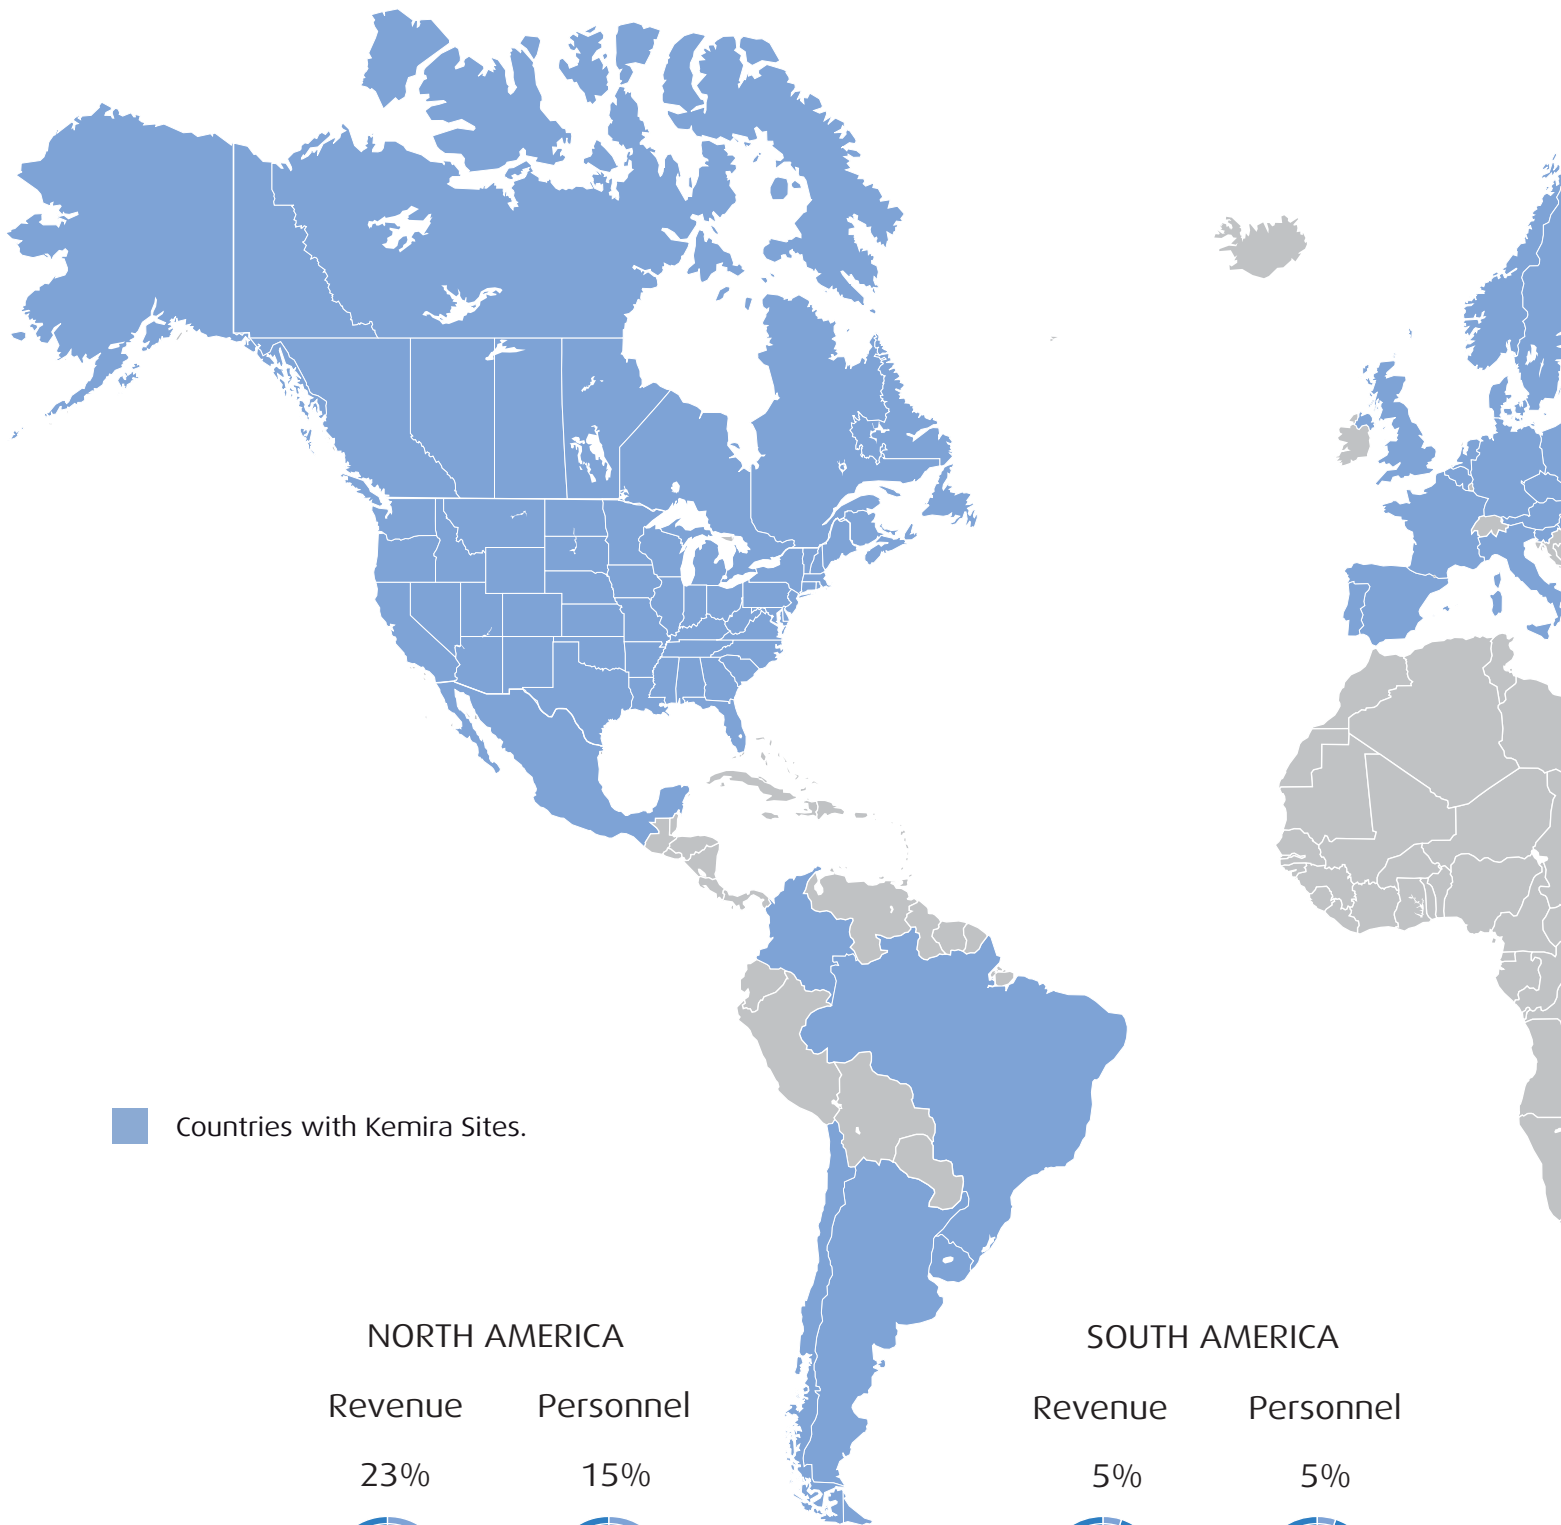 Countries with Kemira Sites.
NORTH AMERICA
Revenue Personnel
23% 15%
SOUTH AMERICA
Revenue Personnel
5% 5%